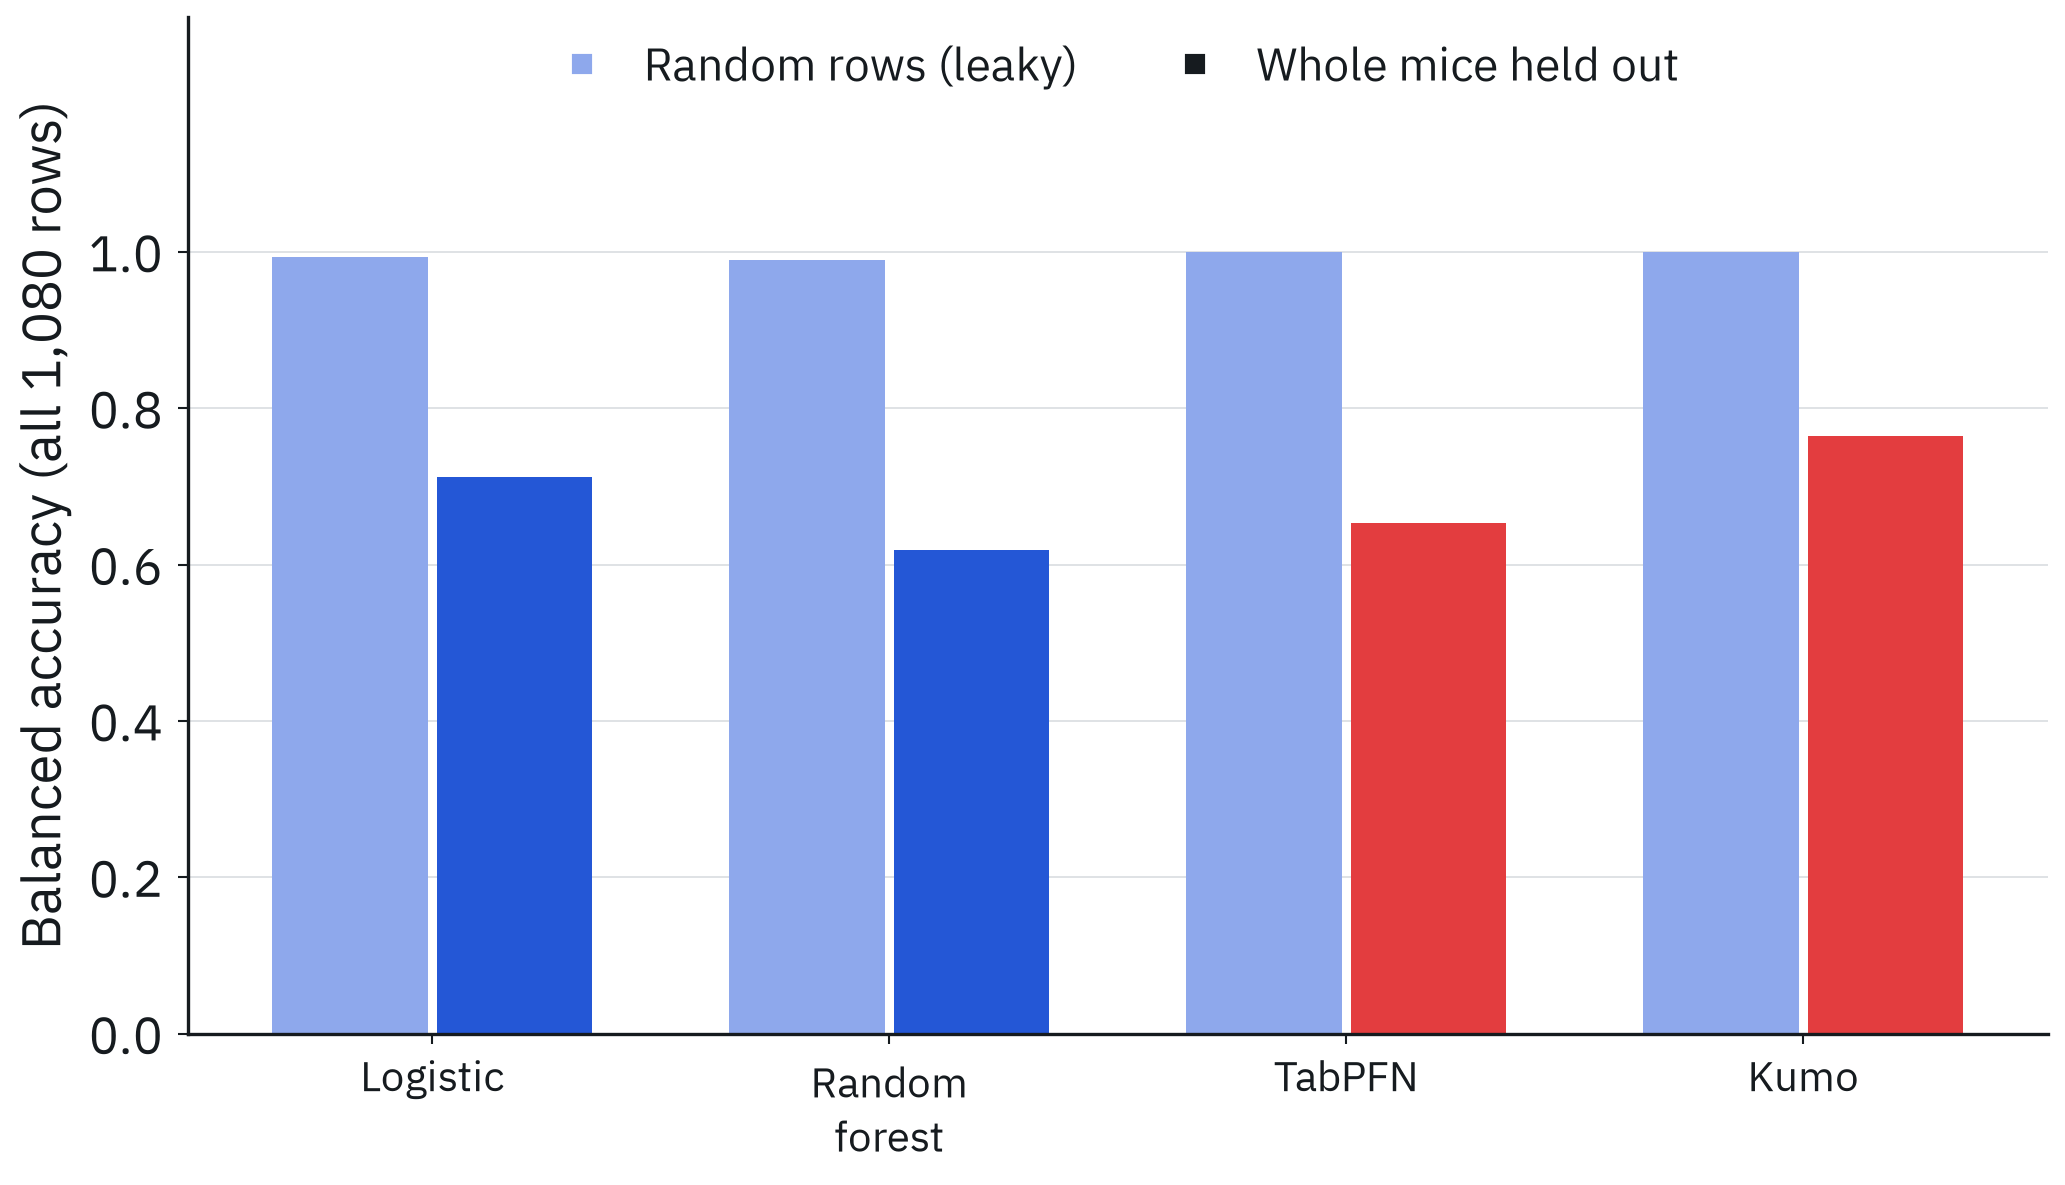 Random rows (leaky)
Whole mice held out
Balanced accuracy (all 1,080 rows)
1.0
0.8
0.6
0.4
0.2
0.0
Logistic
Random
forest
TabPFN
Kumo